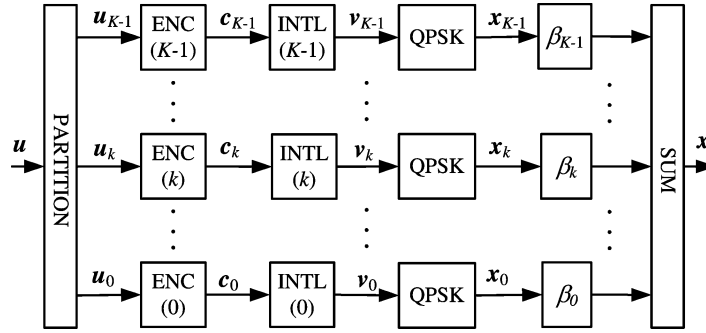 u
PARTITION
u_{K-1} ENC (K-1) c_{K-1} INTL (K-1) v_{K-1} QPSK x_{K-1} β_{K-1}
u_k ENC (k) c_k INTL (k) v_k QPSK x_k β_k
u_0 ENC (0) c_0 INTL (0) v_0 QPSK x_0 β_0
SUM
x